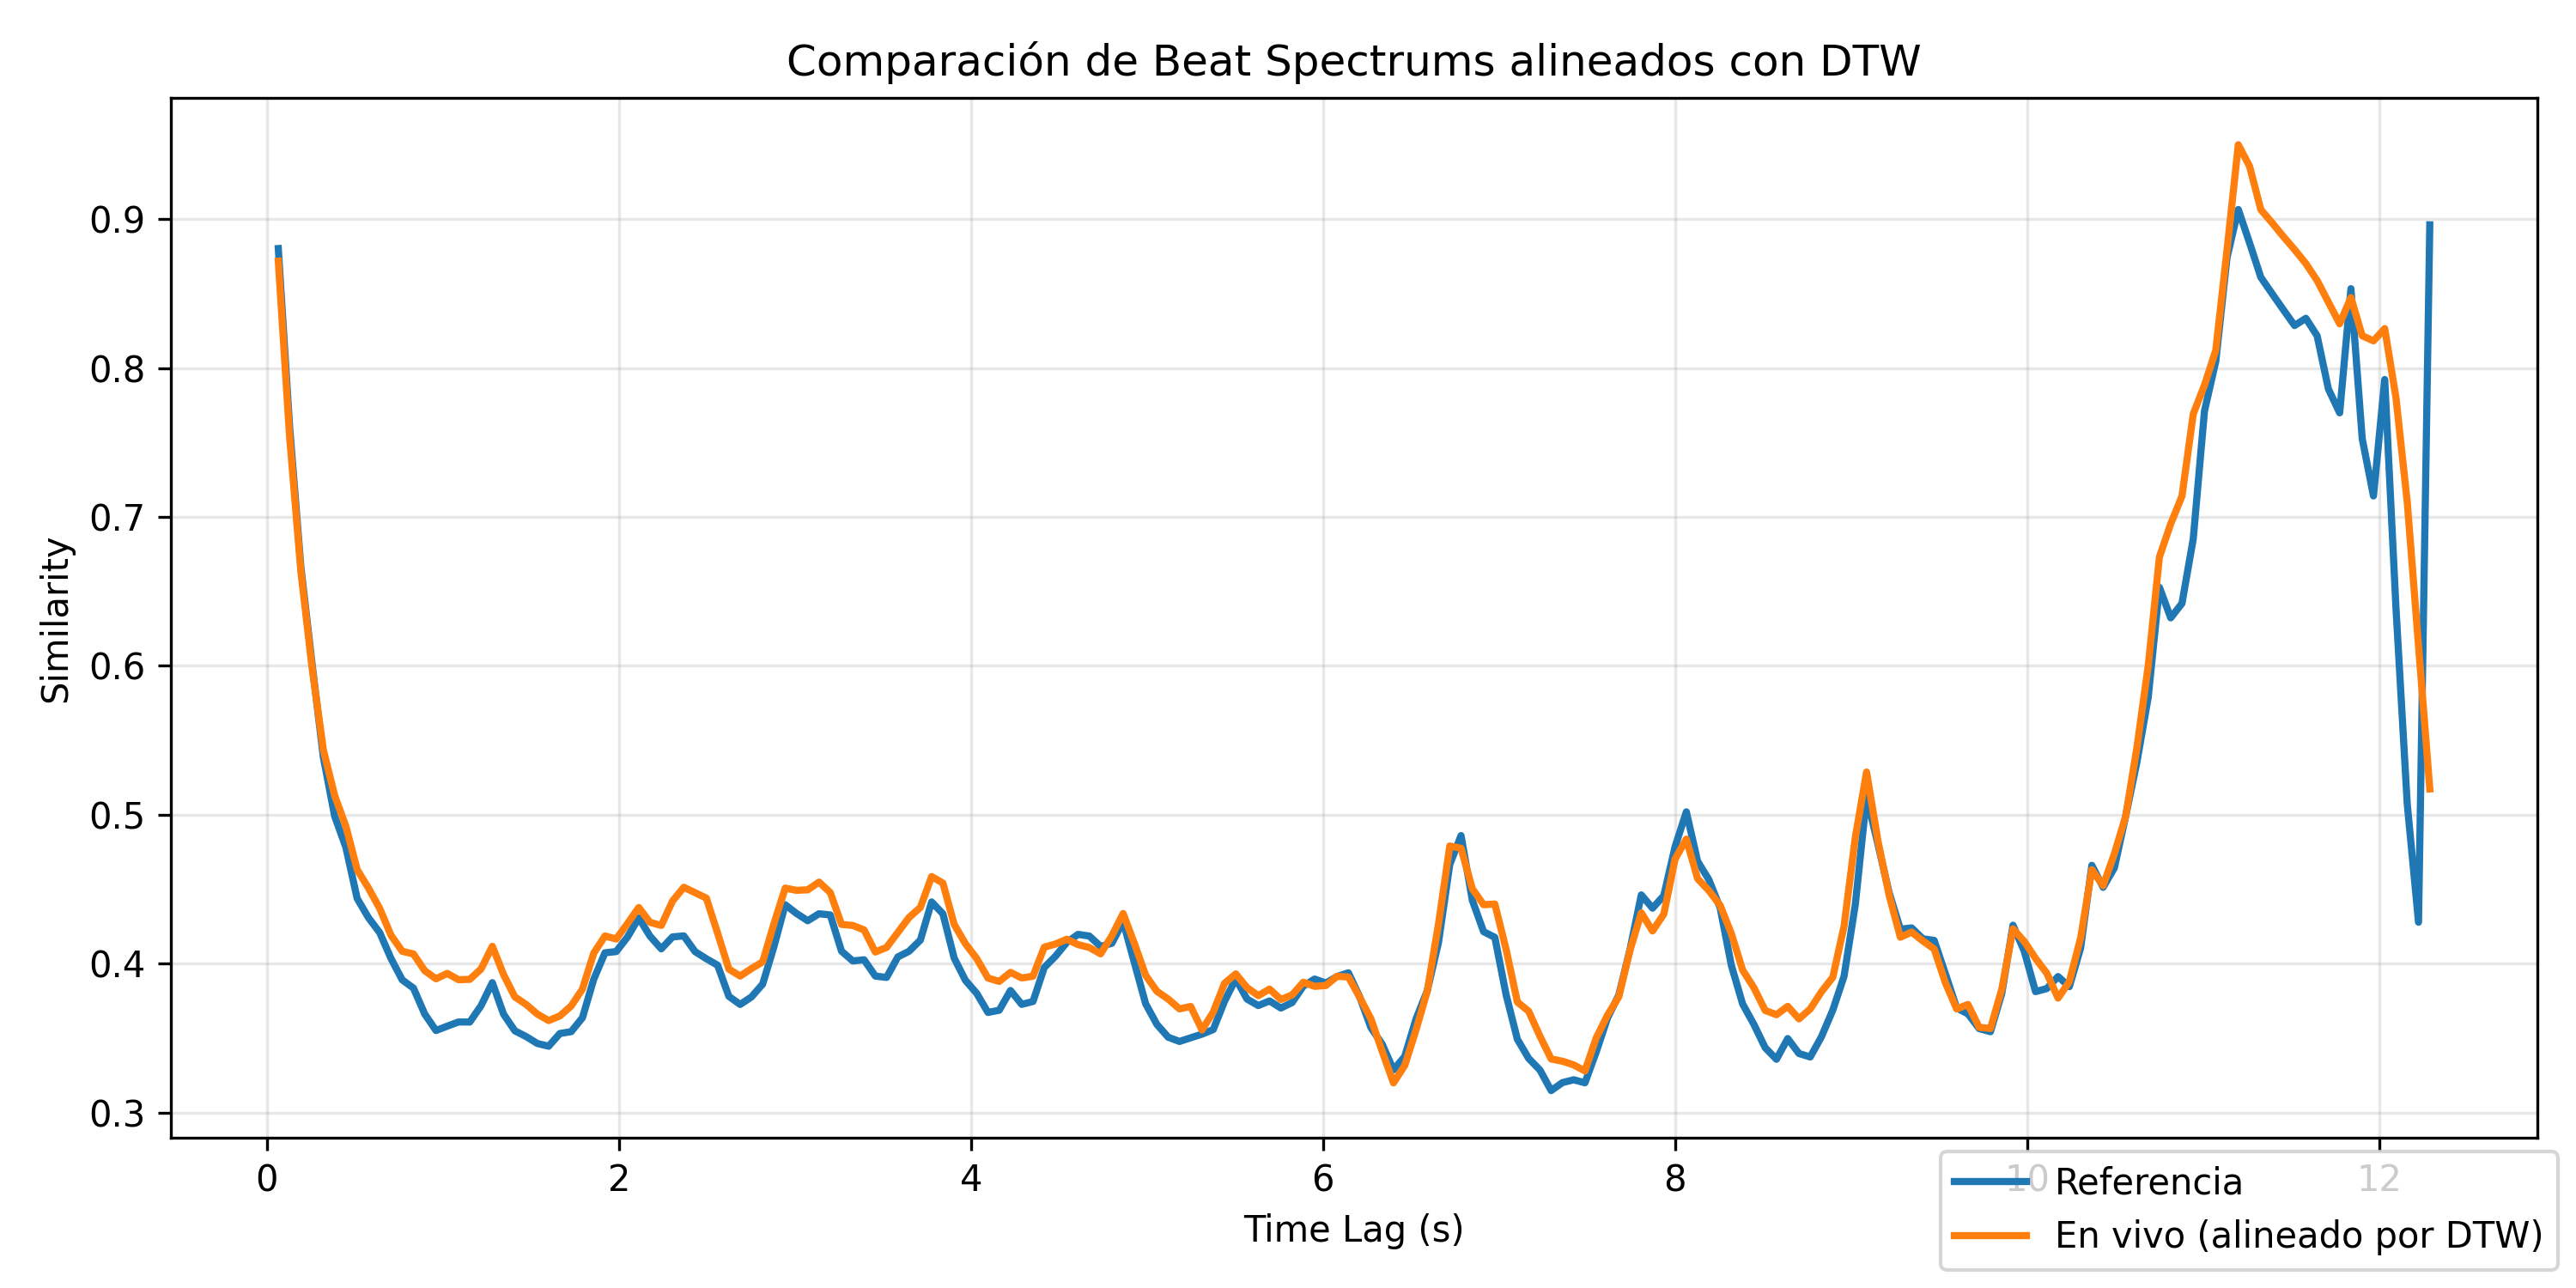 Comparación de Beat Spectrums alineados con DTW
Similarity
0.9
0.8
0.7
0.6
0.5
0.4
0.3
0 2 4 6 8 10 12
Time Lag (s)
Referencia
En vivo (alineado por DTW)